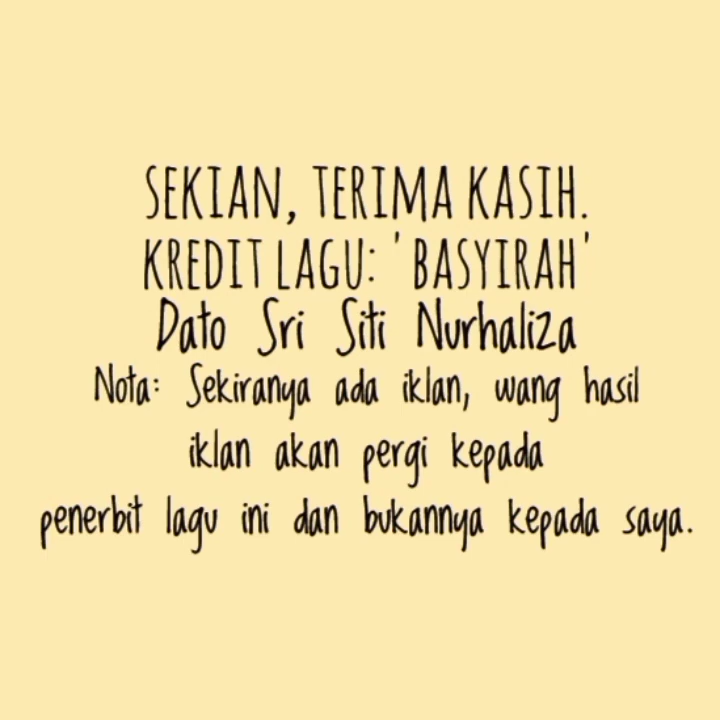 SEKIAN, TERIMA KASIH.
KREDIT LAGU: 'BASYIRAH'
Dato Sri Siti Nurhaliza
Nota: Sekiranya ada iklan, wang hasil
iklan akan pergi kepada
penerbit lagu ini dan bukannya kepada saya.